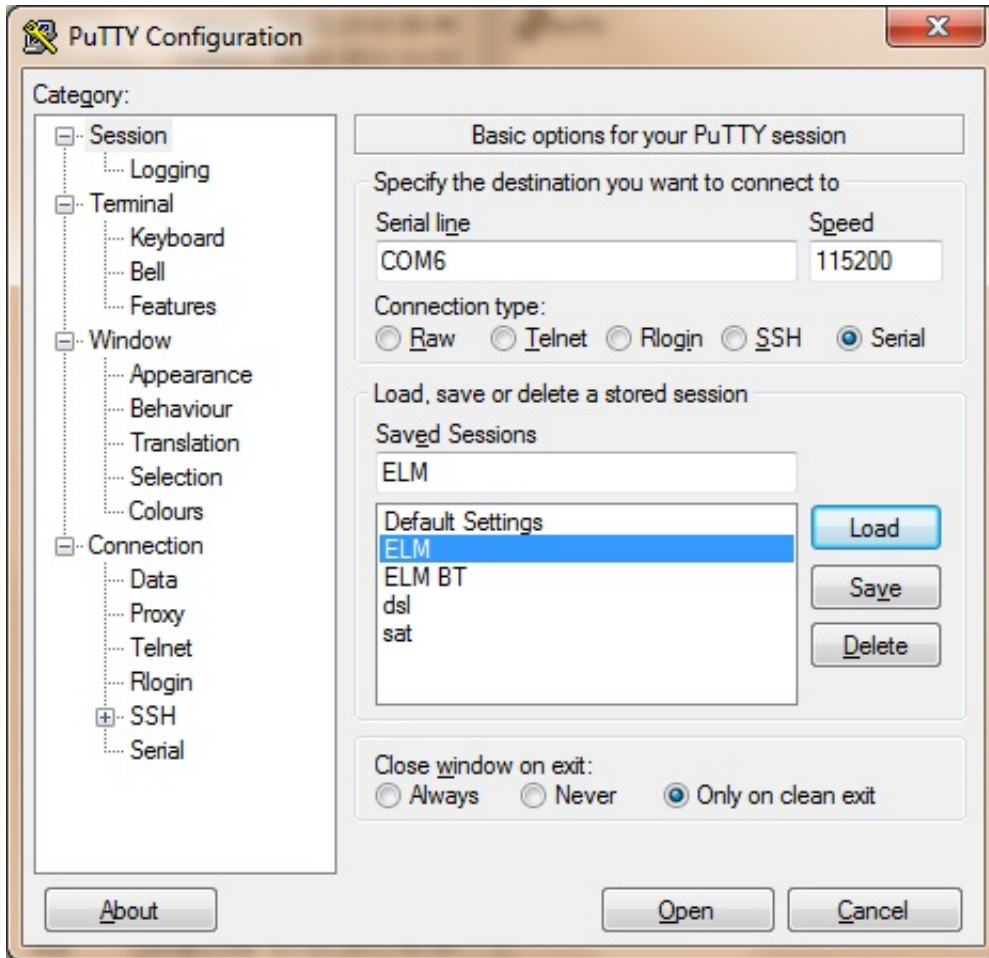 PuTTY Configuration
Category:
Session
Logging
Terminal
Keyboard
Bell
Features
Window
Appearance
Behaviour
Translation
Selection
Colours
Connection
Data
Proxy
Telnet
Rlogin
SSH
Serial
Basic options for your PuTTY session
Specify the destination you want to connect to
Serial line Speed
COM6 115200
Connection type:
Raw Telnet Rlogin SSH Serial
Load, save or delete a stored session
Saved Sessions
ELM
Default Settings
ELM
ELM BT
dsl
sat
Load
Save
Delete
Close window on exit:
Always Never Only on clean exit
About Open Cancel